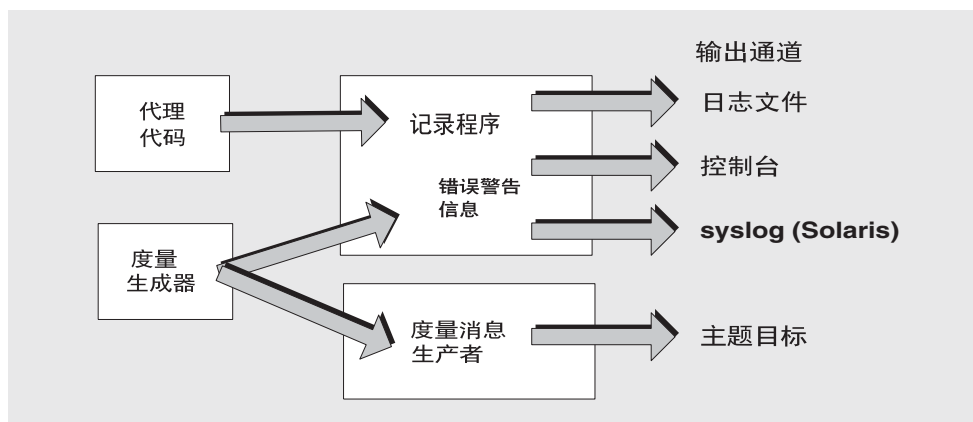 输出通道
代理
代码
记录程序
日志文件
控制台
错误警告
信息
syslog (Solaris)
度量
生成器
度量消息
生产者
主题目标